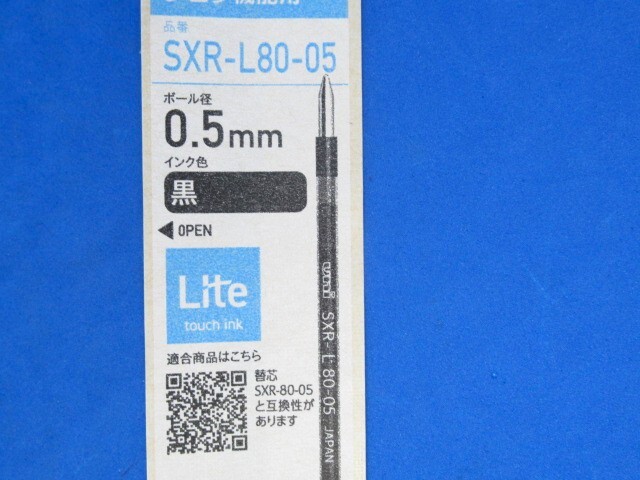 品番
SXR-L80-05
ボール径
0.5mm
インク色
黒
OPEN
Lite
touch ink
適合商品はこちら
替芯
SXR-80-05
と互換性が
あります
uni SXR-L80-05 JAPAN